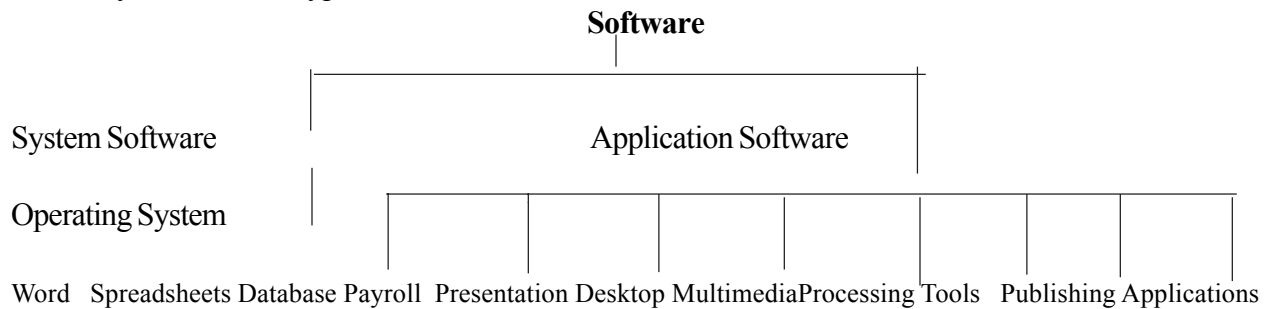 Software
System Software Application Software
Operating System
Word Spreadsheets Database Payroll Presentation Desktop MultimediaProcessing Tools Publishing Applications